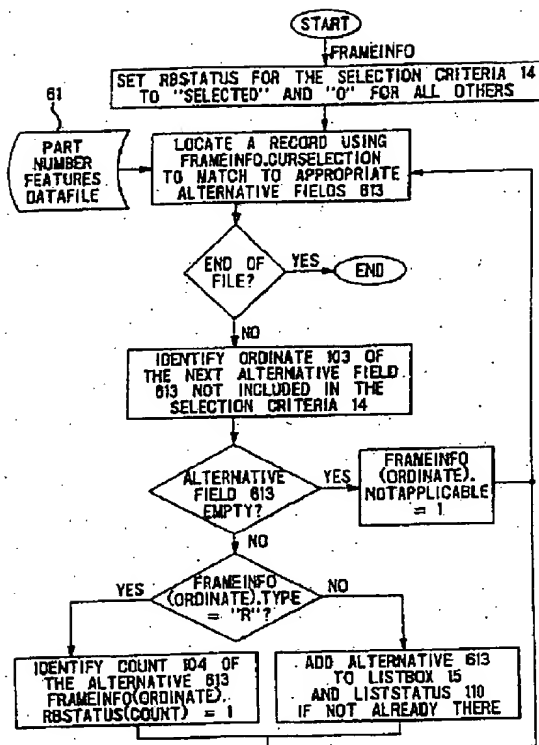 START
FRAMEINFO
SET RBSTATUS FOR THE SELECTION CRITERIA 14
TO "SELECTED" AND "0" FOR ALL OTHERS
61
PART
NUMBER
FEATURES
DATAFILE
LOCATE A RECORD USING
FRAMEINFO.CURSELECTION
TO MATCH TO APPROPRIATE
ALTERNATIVE FIELDS 613
END OF
FILE?
YES
END
NO
IDENTIFY ORDINATE 103 OF
THE NEXT ALTERNATIVE FIELD
613 NOT INCLUDED IN THE
SELECTION CRITERIA 14
ALTERNATIVE
FIELD 613
EMPTY?
YES
FRAMEINFO
(ORDINATE).
NOTAPPLICABLE
= 1
NO
FRAMEINFO
(ORDINATE).TYPE
= "R"?
YES
NO
IDENTIFY COUNT 104 OF
THE ALTERNATIVE 613
FRAMEINFO(ORDINATE).
RBSTATUS(COUNT) = 1
ADD ALTERNATIVE 613
TO LISTBOX 15
AND LISTSTATUS 110
IF NOT ALREADY THERE